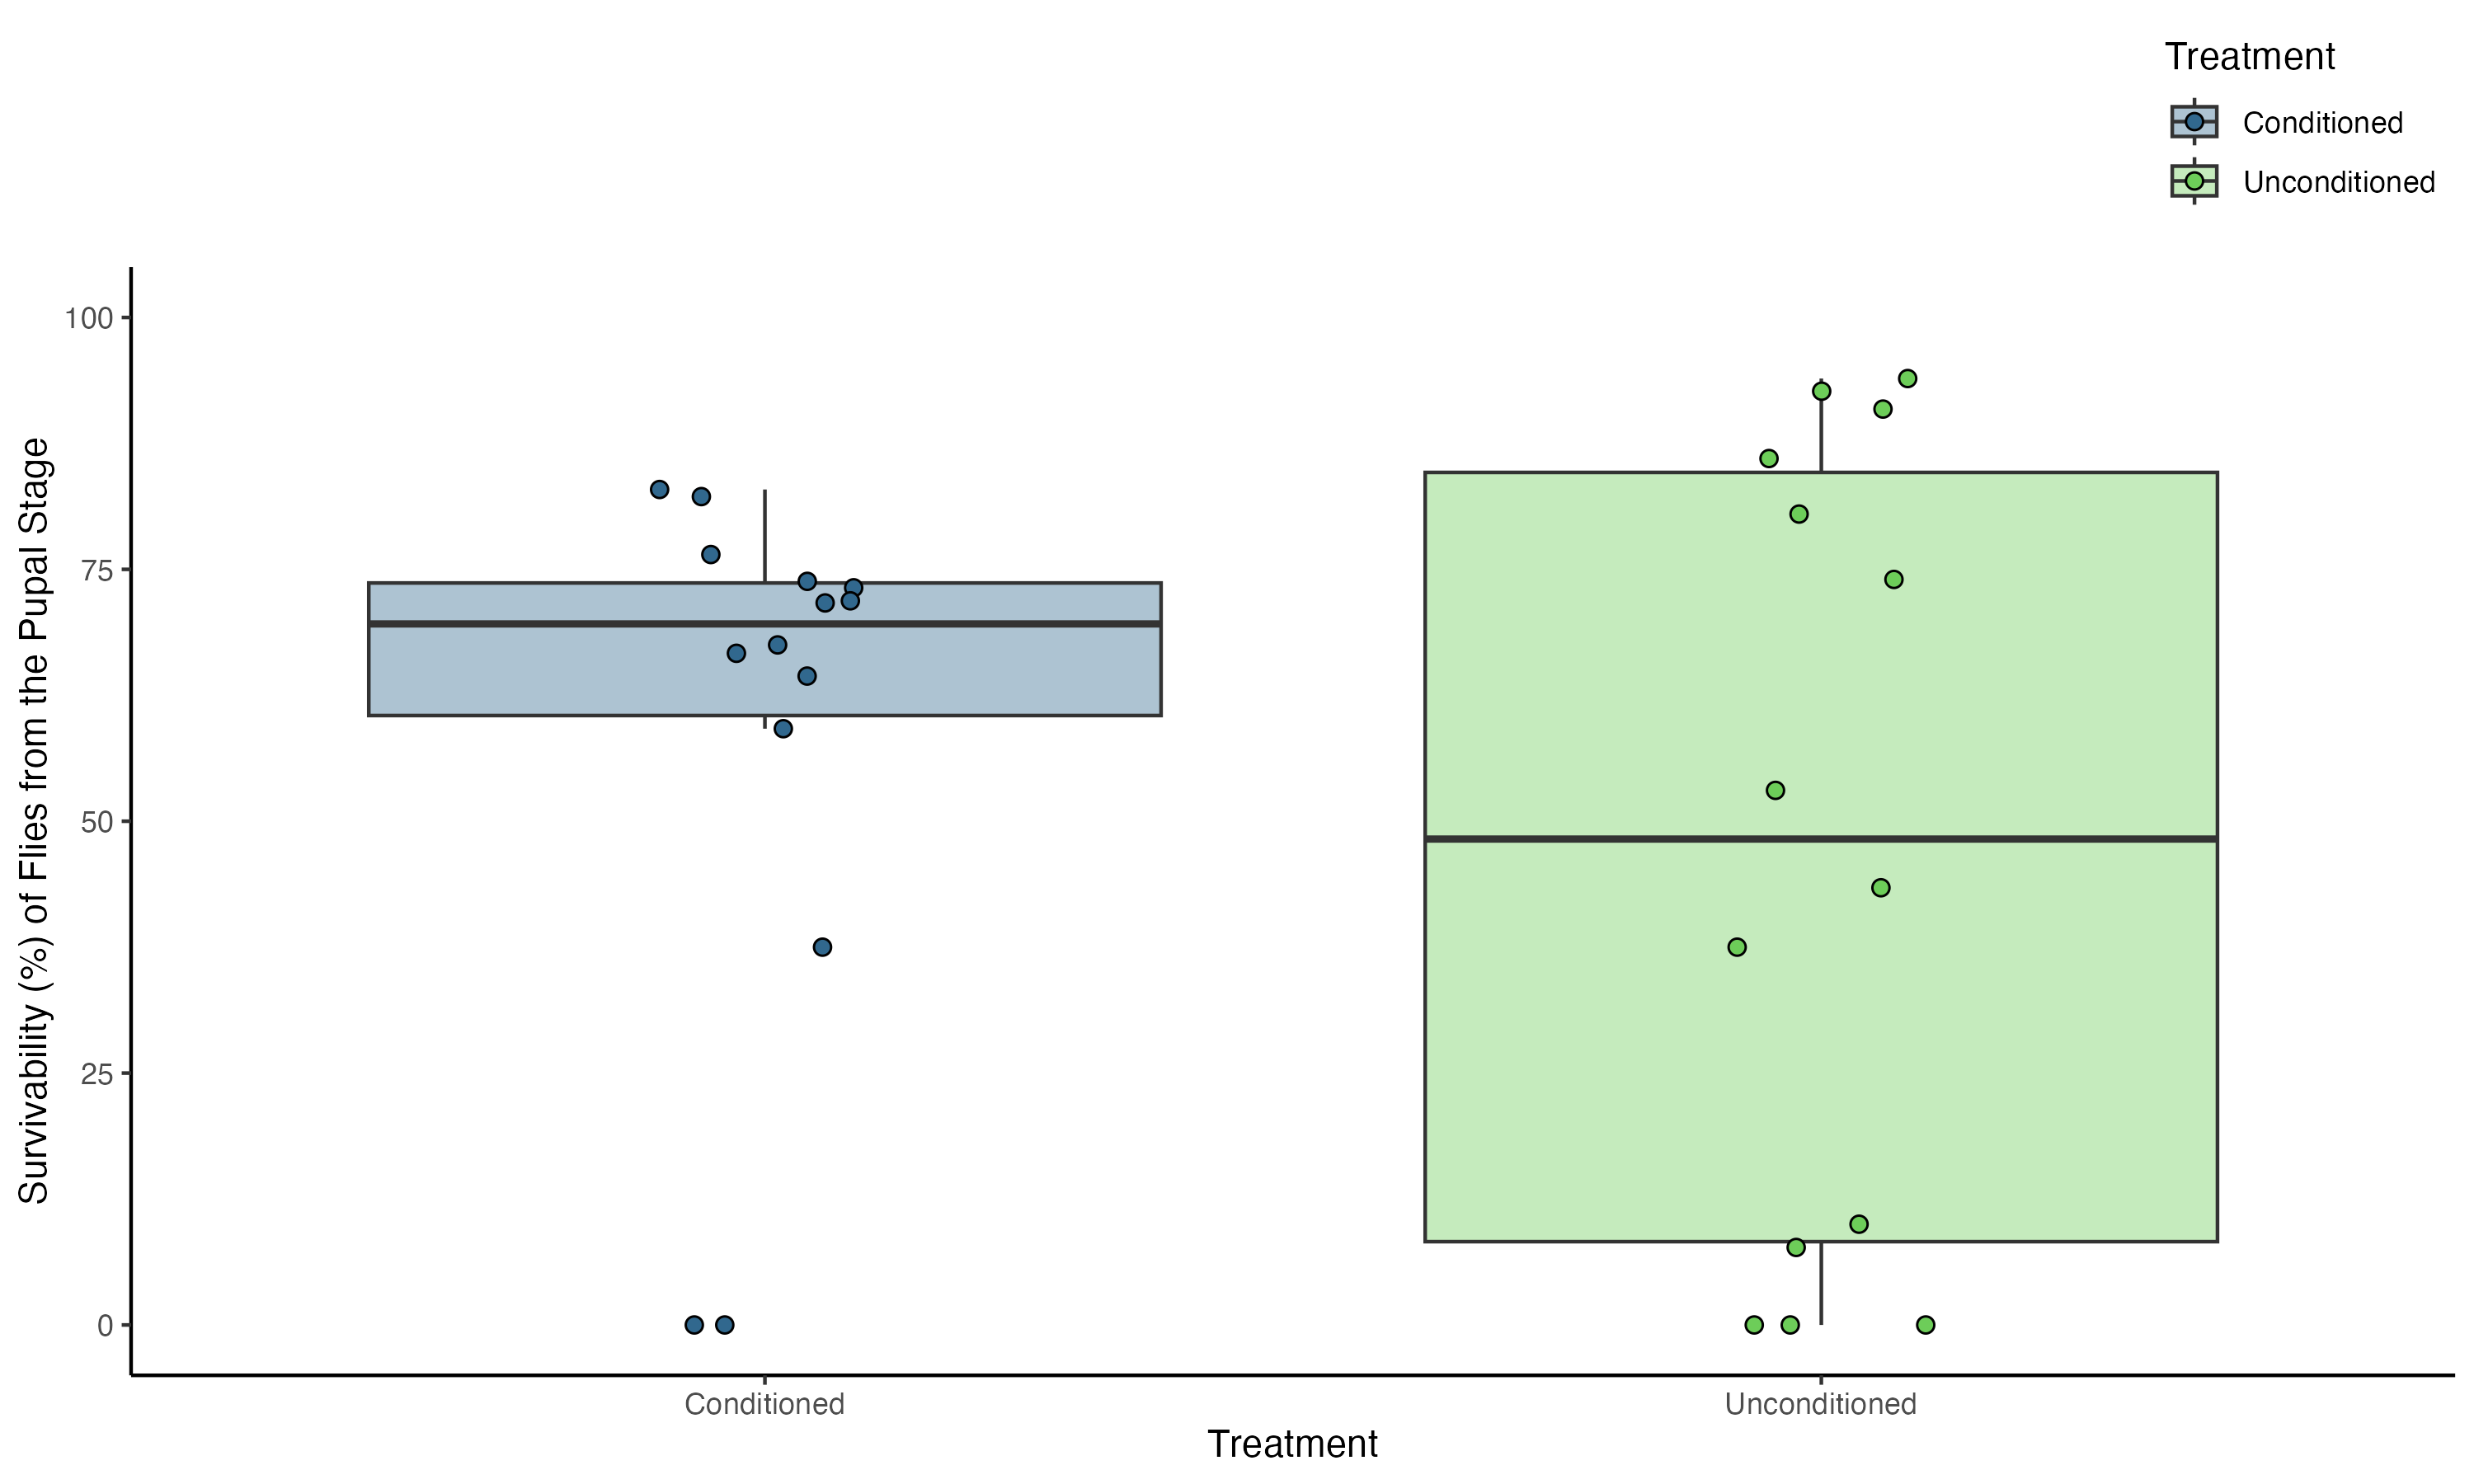 Treatment
Conditioned
Unconditioned
Survivability (%) of Flies from the Pupal Stage
100
75
50
25
0
Conditioned
Unconditioned
Treatment